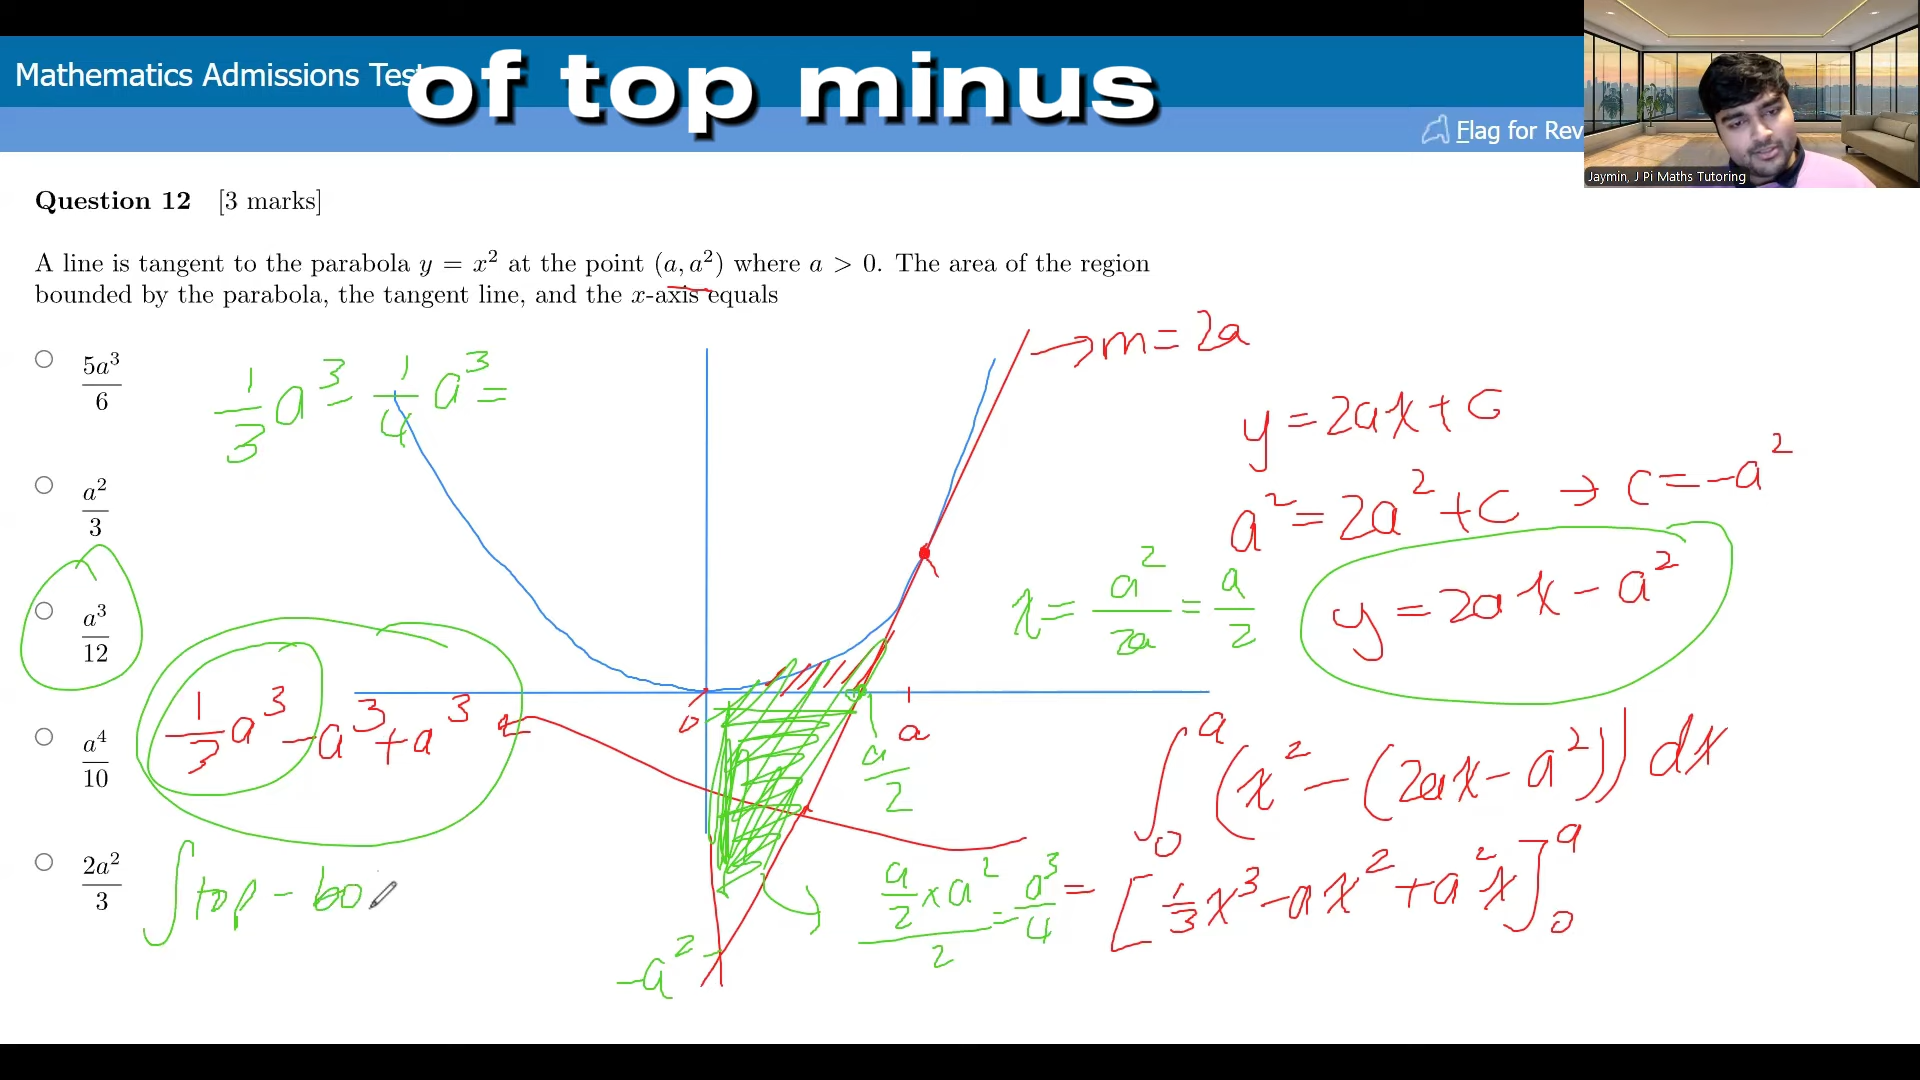 Mathematics Admissions Test
of top minus
Flag for Rev
Jaymin, J Pi Maths Tutoring
Question 12 [3 marks]
A line is tangent to the parabola y = x² at the point (a, a²) where a > 0. The area of the region
bounded by the parabola, the tangent line, and the x-axis equals
5a³/6
a²/3
a³/12
a⁴/10
2a²/3
1/3 a³ - 1/4 a³ =
→ m = 2a
y = 2ax + c
a² = 2a² + c → c = -a²
y = 2ax - a²
x = a²/2a = a/2
1/3 a³ - a³ + a³
0
a/2
a
-a²
∫₀ᵃ (x² - (2ax - a²)) dx
= [1/3 x³ - ax² + a²x]₀ᵃ
(a/2 × a²)/2 = a³/4
∫ top - bo